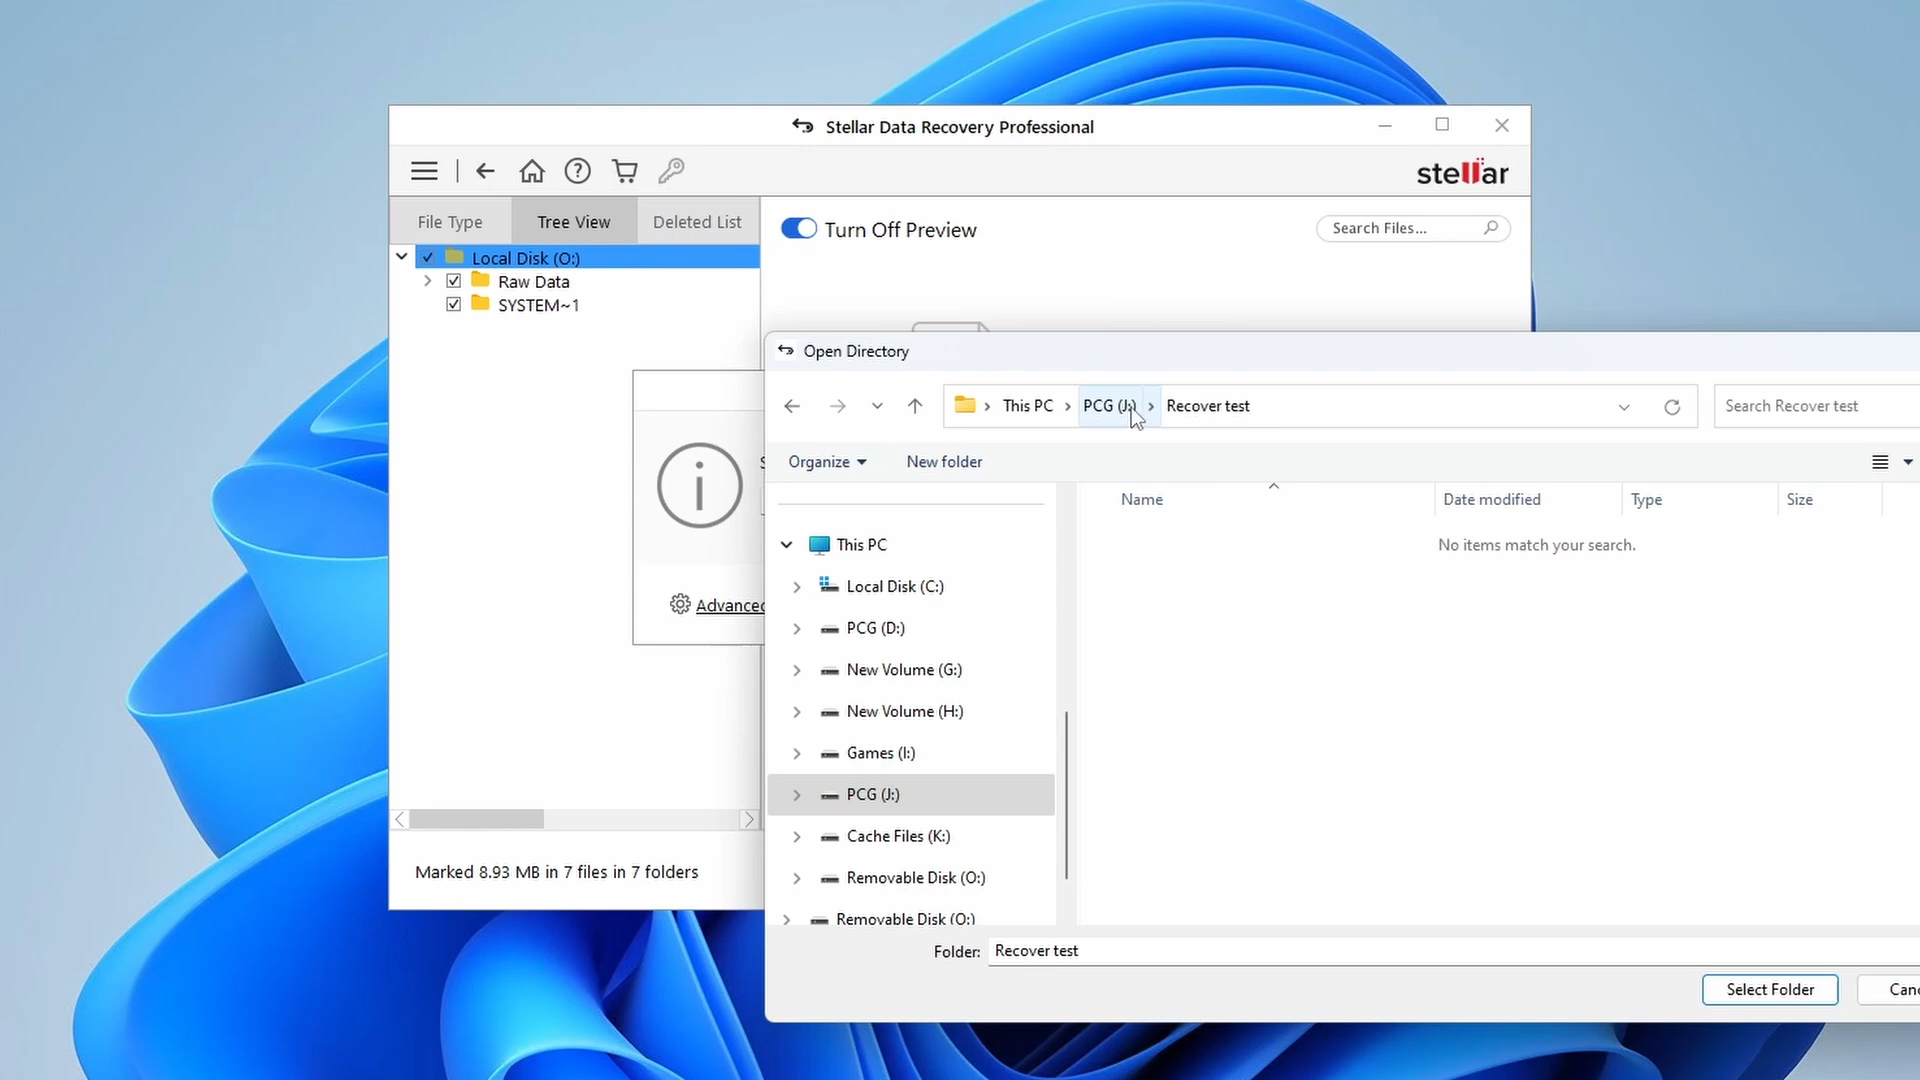 Stellar Data Recovery Professional
stellar
File Type
Tree View
Deleted List
Turn Off Preview
Search Files...
Local Disk (O:)
Raw Data
SYSTEM~1
Open Directory
This PC
PCG (J:)
Recover test
Search Recover test
Organize
New folder
Name
Date modified
Type
Size
No items match your search.
This PC
Local Disk (C:)
PCG (D:)
New Volume (G:)
New Volume (H:)
Games (I:)
PCG (J:)
Cache Files (K:)
Removable Disk (O:)
Removable Disk (O:)
Advanced
Marked 8.93 MB in 7 files in 7 folders
Folder:
Recover test
Select Folder